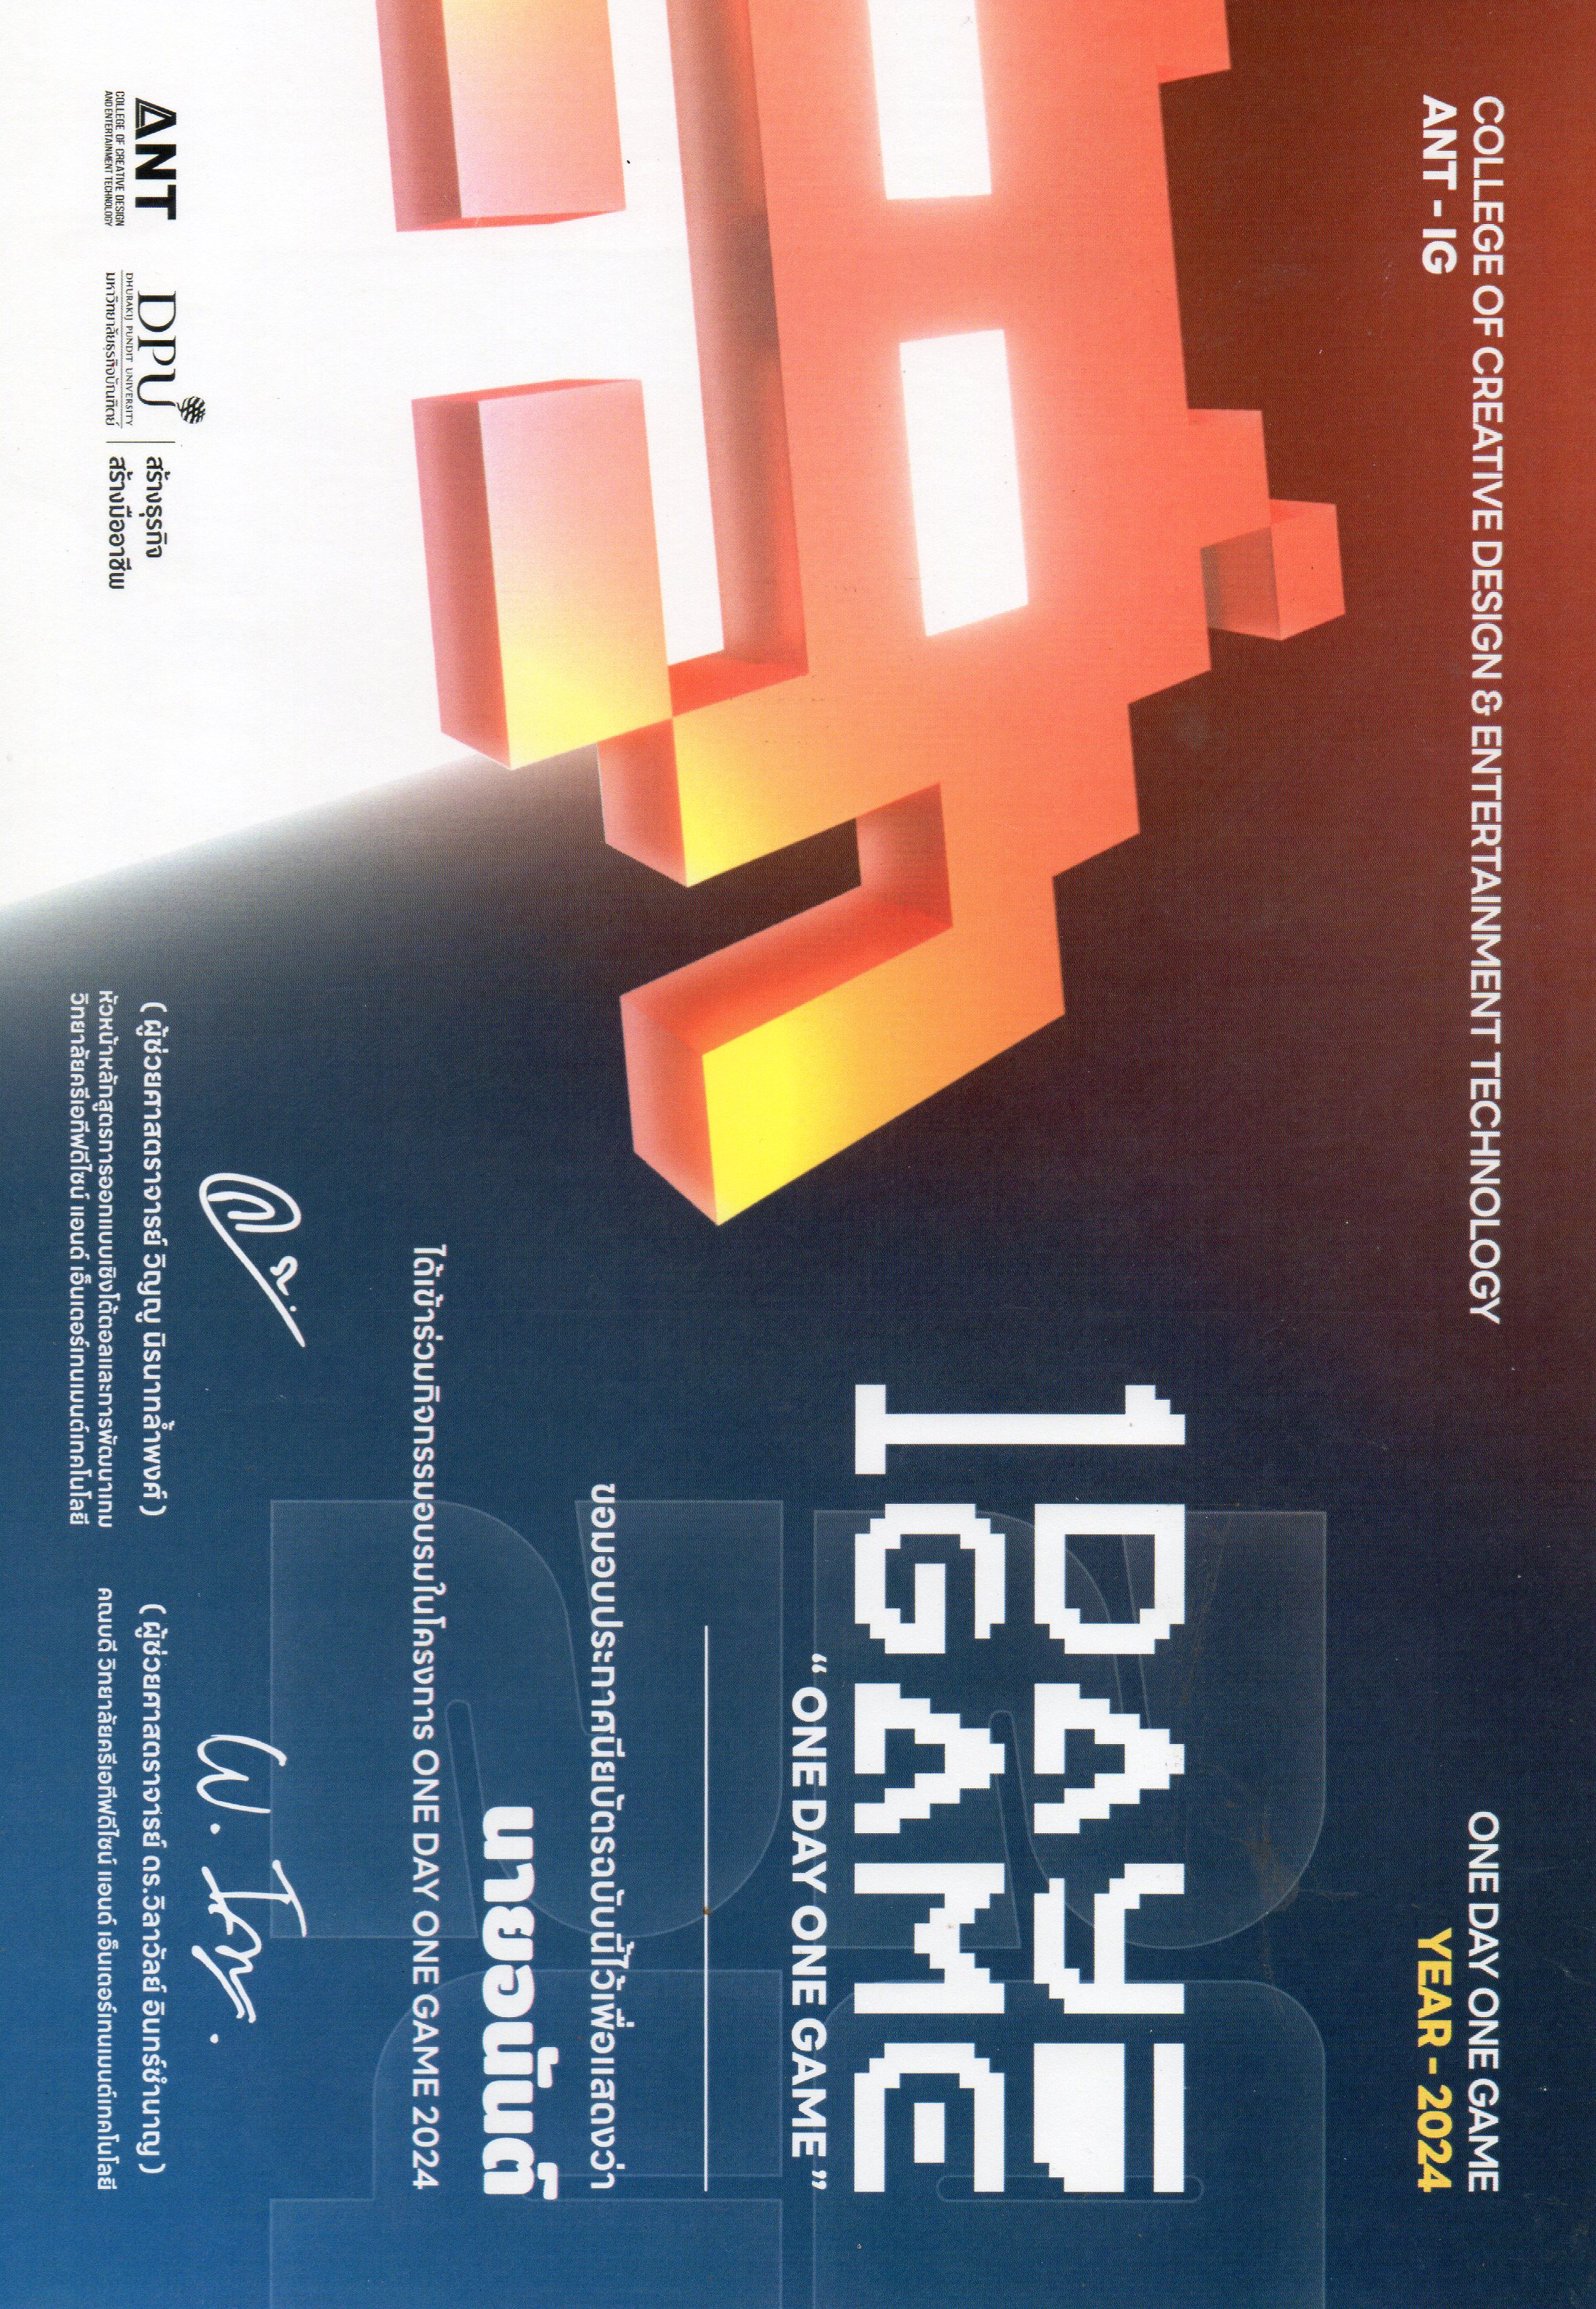 COLLEGE OF CREATIVE DESIGN & ENTERTAINMENT TECHNOLOGY
ANT - IG
ONE DAY ONE GAME
YEAR - 2024
1 DAY
GAME
“ ONE DAY ONE GAME ”
ขอมอบประกาศนียบัตรฉบับนี้ไว้เพื่อแสดงว่า
นายอนันต์
ได้เข้าร่วมกิจกรรมอบรมในโครงการ ONE DAY ONE GAME 2024
( ผู้ช่วยศาสตราจารย์ วิญญู นิรนาทล้ำพงศ์ )
หัวหน้าหลักสูตรการออกแบบเชิงโต้ตอลและการพัฒนาเกม
วิทยาลัยครีเอทีฟดีไซน์ แอนด์ เอ็นเตอร์เทนเมนต์เทคโนโลยี
( ผู้ช่วยศาสตราจารย์ ดร.วิลาวัลย์ อินทร์ชำนาญ )
คณบดี วิทยาลัยครีเอทีฟดีไซน์ แอนด์ เอ็นเตอร์เทนเมนต์เทคโนโลยี
ANT
COLLEGE OF CREATIVE DESIGN
AND ENTERTAINMENT TECHNOLOGY
DPU
DHURAKIJ PUNDIT UNIVERSITY
มหาวิทยาลัยธุรกิจบัณฑิตย์
สร้างธุรกิจ
สร้างมืออาชีพ